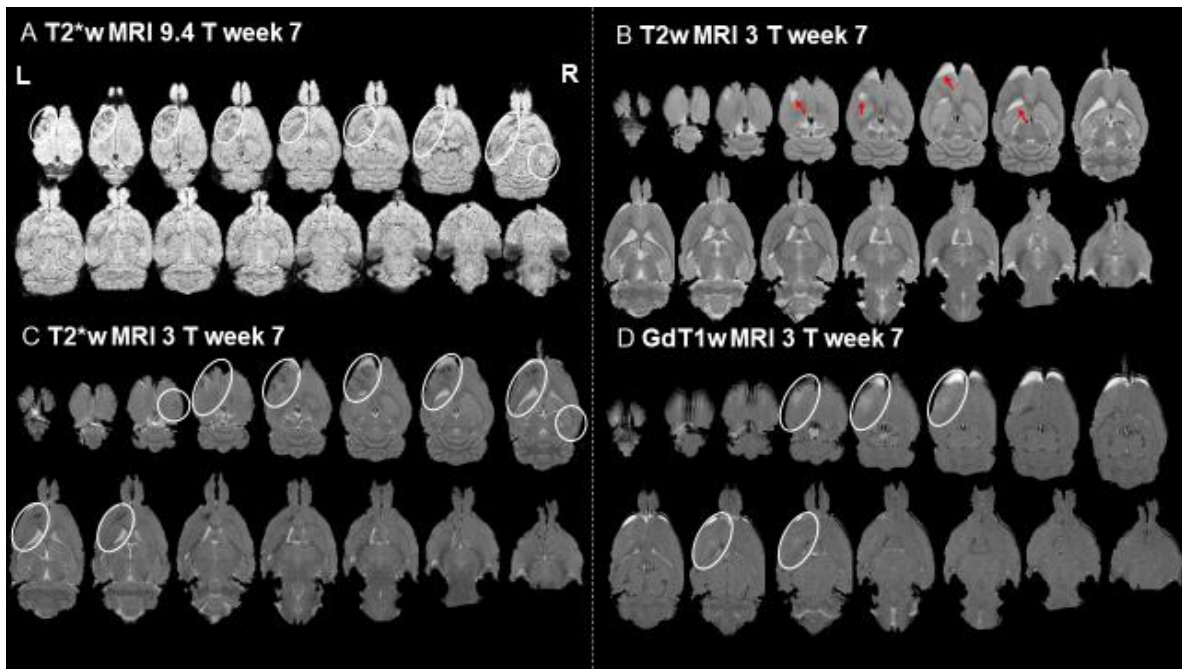 A T2*w MRI 9.4 T week 7
L
R
B T2w MRI 3 T week 7
C T2*w MRI 3 T week 7
D GdT1w MRI 3 T week 7